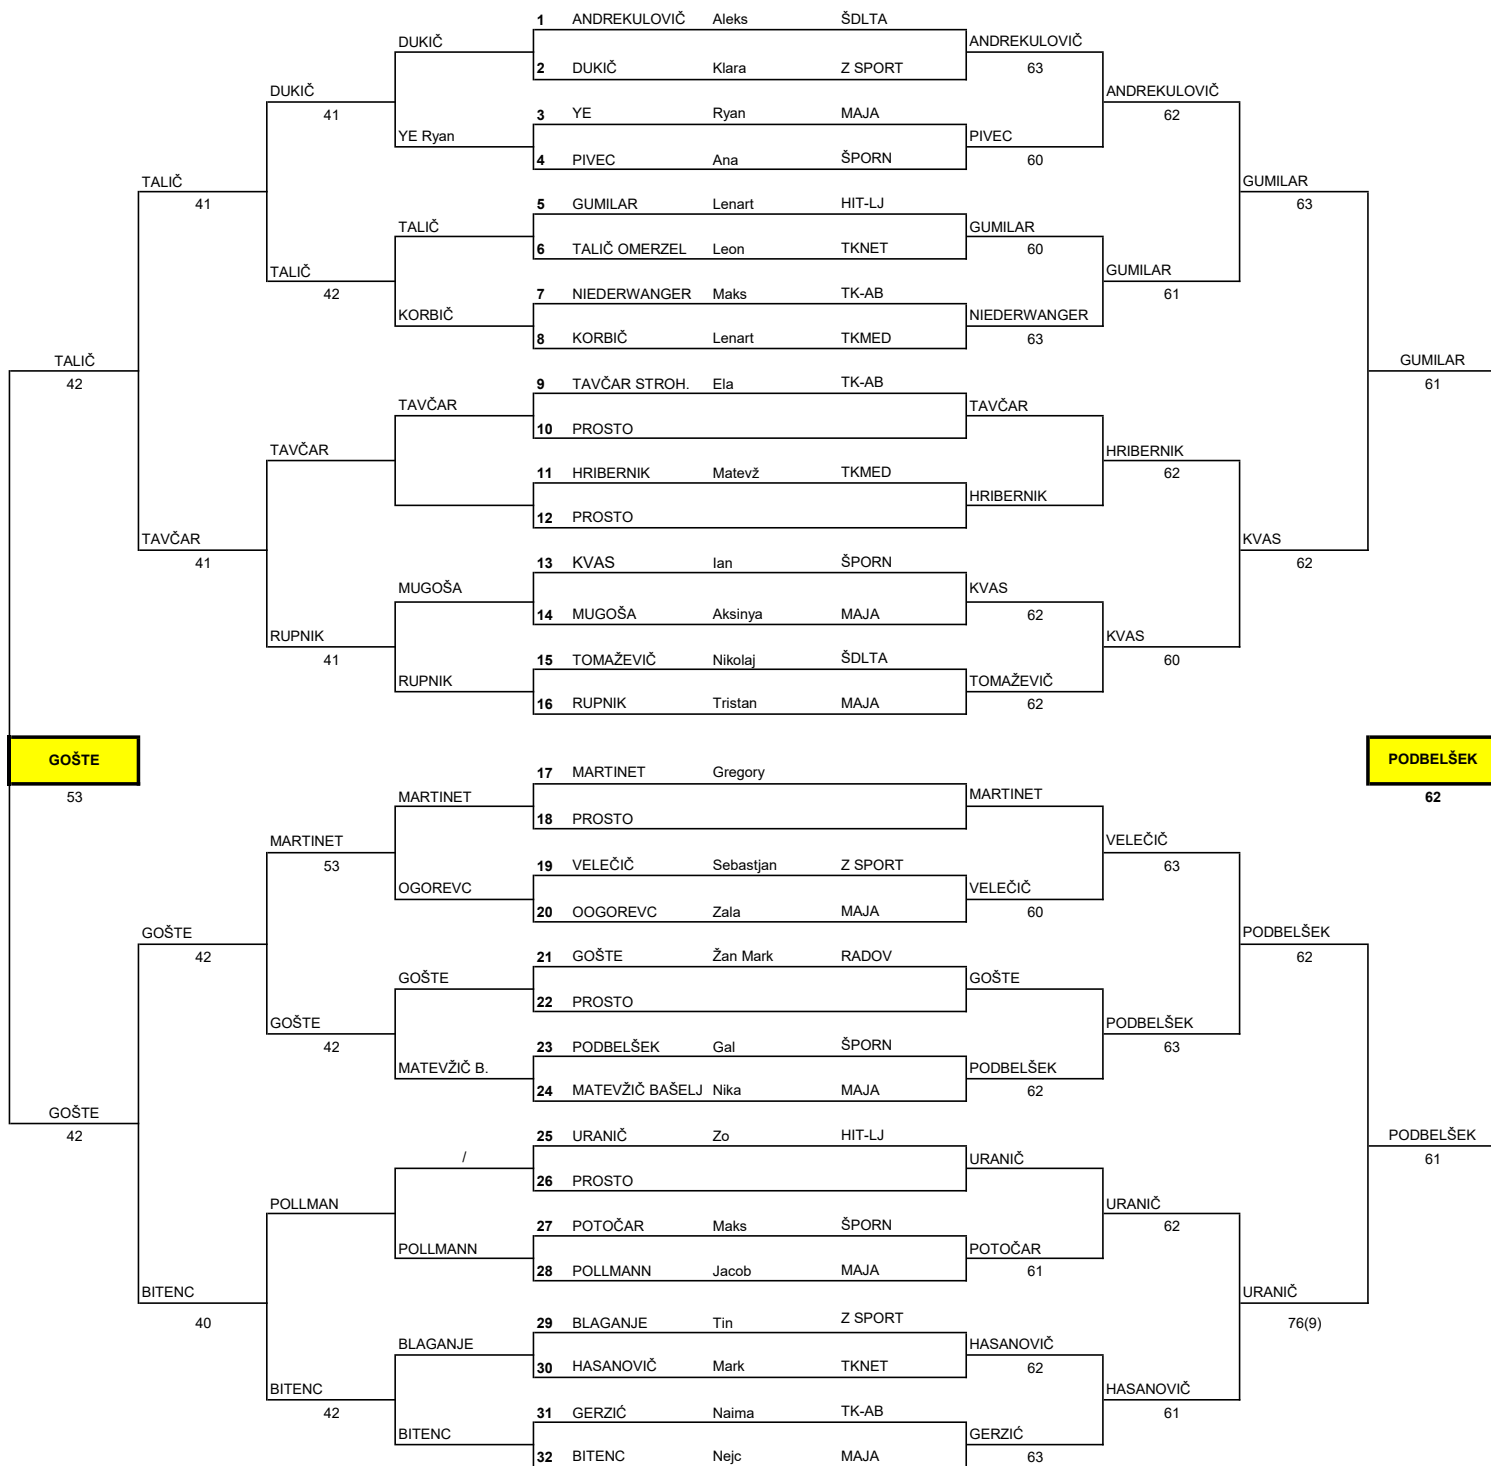 1 ANDREKULOVIČ Aleks ŠDLTA
DUKIČ ANDREKULOVIČ
2 DUKIČ Klara Z SPORT 63
DUKIČ ANDREKULOVIČ
41 3 YE Ryan MAJA 62
YE Ryan PIVEC
4 PIVEC Ana ŠPORN 60
TALIČ GUMILAR
41 5 GUMILAR Lenart HIT-LJ 63
TALIČ GUMILAR
6 TALIČ OMERZEL Leon TKNET 60
TALIČ GUMILAR
42 7 NIEDERWANGER Maks TK-AB 61
KORBIČ NIEDERWANGER
8 KORBIČ Lenart TKMED 63
TALIČ GUMILAR
42 9 TAVČAR STROH. Ela TK-AB 61
TAVČAR TAVČAR
10 PROSTO
TAVČAR HRIBERNIK
11 HRIBERNIK Matevž TKMED 62
HRIBERNIK
12 PROSTO
TAVČAR KVAS
41 13 KVAS Ian ŠPORN 62
MUGOŠA KVAS
14 MUGOŠA Aksinya MAJA 62
RUPNIK KVAS
41 15 TOMAŽEVIČ Nikolaj ŠDLTA 60
RUPNIK TOMAŽEVIČ
16 RUPNIK Tristan MAJA 62
GOŠTE PODBELŠEK
53 62
17 MARTINET Gregory
MARTINET MARTINET
18 PROSTO
MARTINET VELEČIČ
53 19 VELEČIČ Sebastjan Z SPORT 63
OGOREVC VELEČIČ
20 OOGOREVC Zala MAJA 60
GOŠTE PODBELŠEK
42 21 GOŠTE Žan Mark RADOV 62
GOŠTE GOŠTE
22 PROSTO
GOŠTE PODBELŠEK
42 23 PODBELŠEK Gal ŠPORN 63
MATEVŽIČ B. PODBELŠEK
24 MATEVŽIČ BAŠELJ Nika MAJA 62
GOŠTE PODBELŠEK
42 25 URANIČ Zo HIT-LJ 61
/ URANIČ
26 PROSTO
POLLMAN URANIČ
27 POTOČAR Maks ŠPORN 62
POLLMANN POTOČAR
28 POLLMANN Jacob MAJA 61
BITENC URANIČ
40 29 BLAGANJE Tin Z SPORT 76(9)
BLAGANJE HASANOVIČ
30 HASANOVIČ Mark TKNET 62
BITENC HASANOVIČ
42 31 GERZIĆ Naima TK-AB 61
BITENC GERZIĆ
32 BITENC Nejc MAJA 63